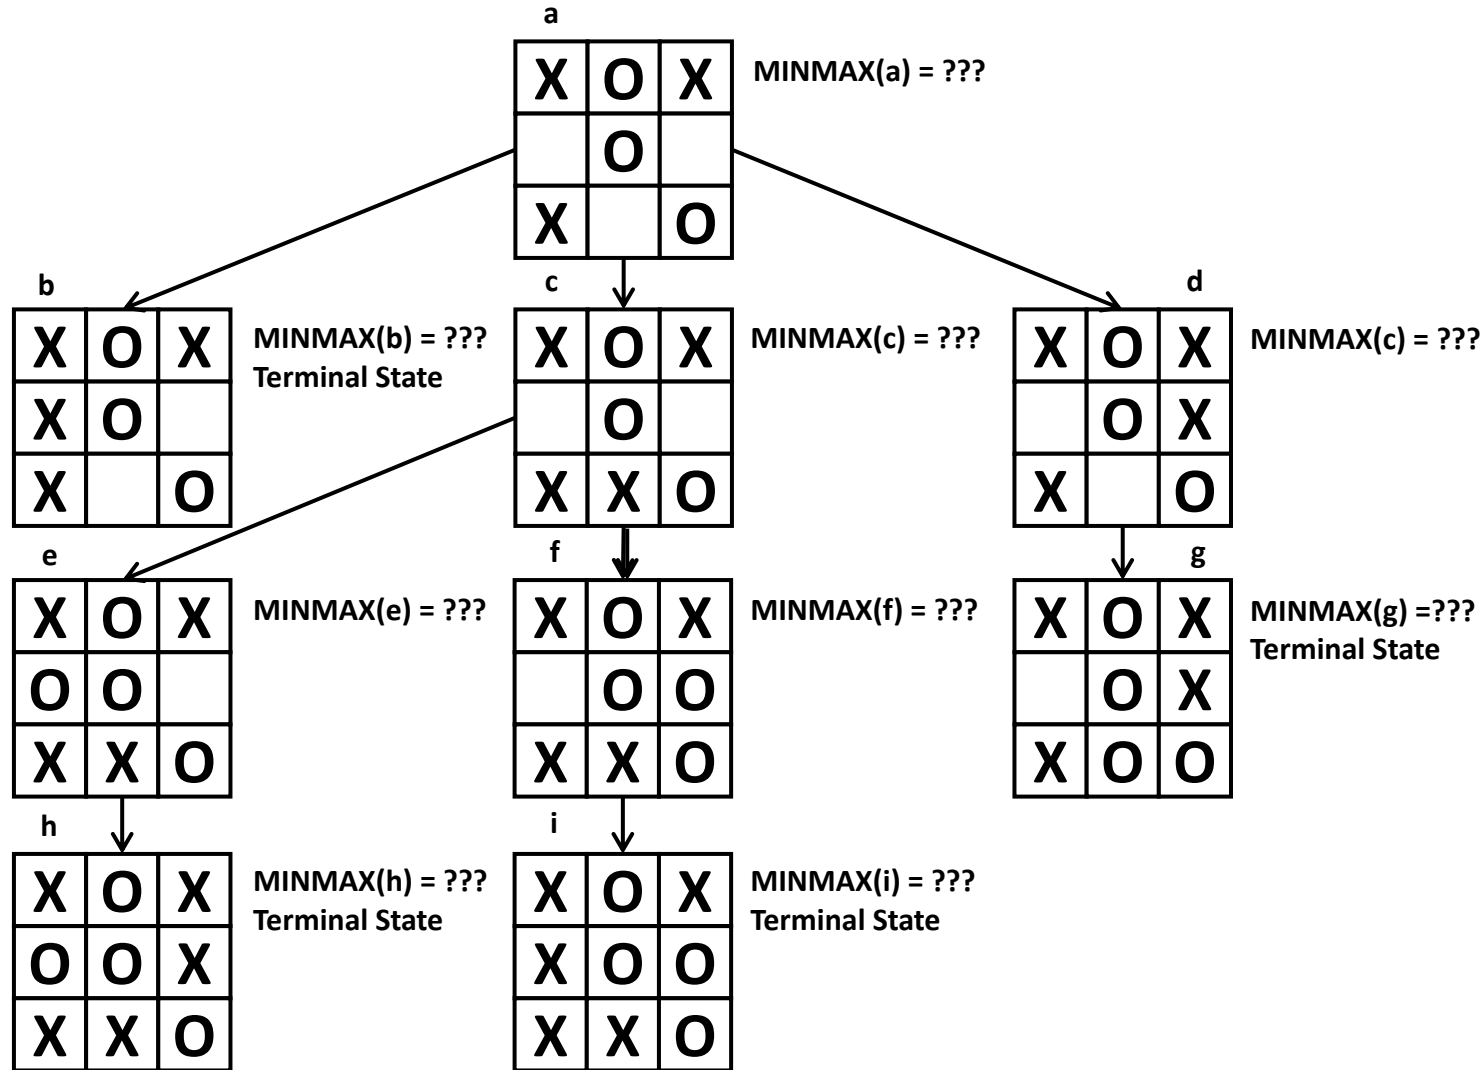 a
X O X
MINMAX(a) = ???
O
X O
b
c
d
X O X
MINMAX(b) = ???
Terminal State
X O
X O
X O X
MINMAX(c) = ???
O
X X O
X O X
MINMAX(c) = ???
O X
X O
e
f
g
X O X
MINMAX(e) = ???
O O
X X O
X O X
MINMAX(f) = ???
O O
X X O
X O X
MINMAX(g) =???
Terminal State
O X
X O O
h
i
X O X
MINMAX(h) = ???
Terminal State
O O X
X X O
X O X
MINMAX(i) = ???
Terminal State
X O O
X X O